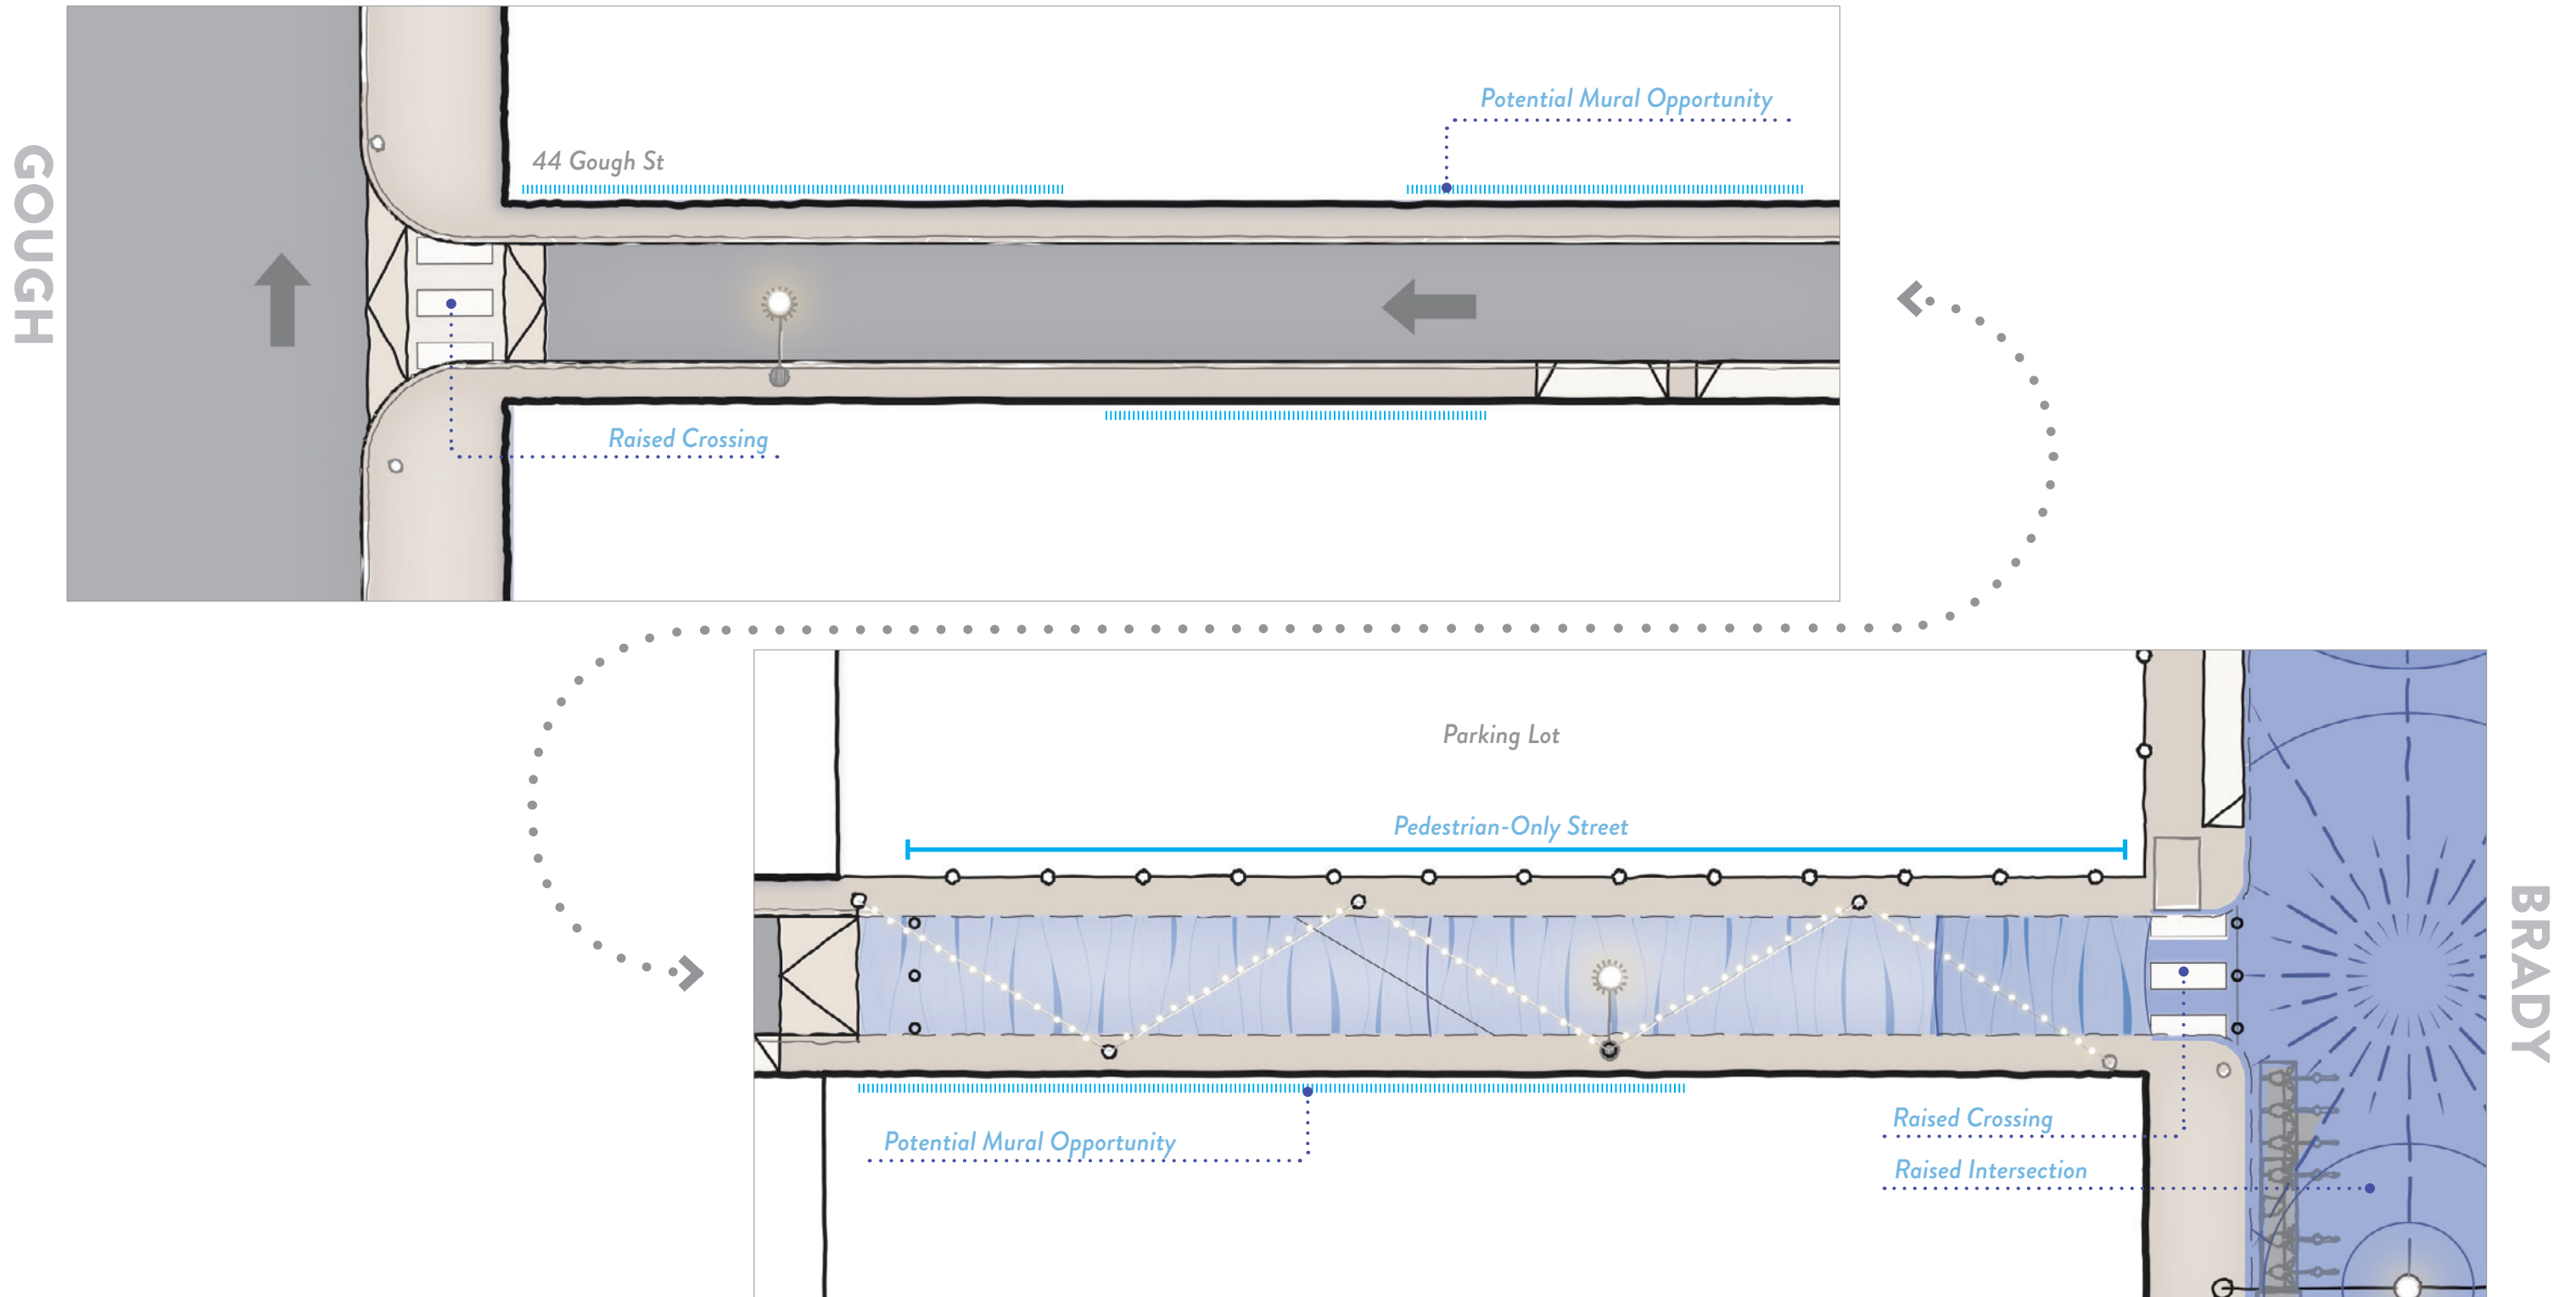 GOUGH
Potential Mural Opportunity
44 Gough St
Raised Crossing
Parking Lot
Pedestrian-Only Street
BRADY
Potential Mural Opportunity
Raised Crossing
Raised Intersection